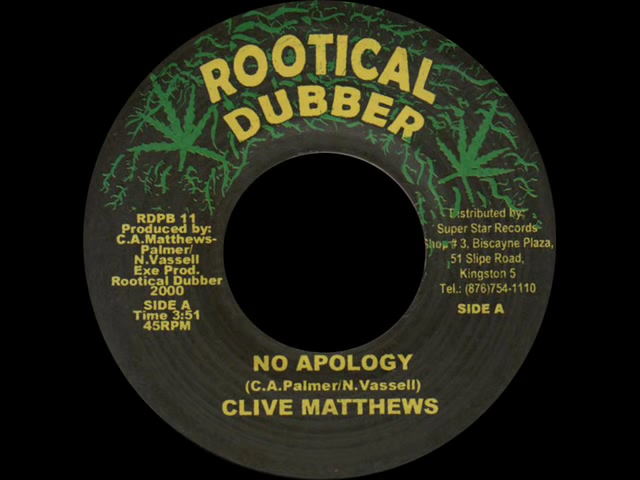 ROOTICAL
DUBBER
RDPB 11
Produced by:
C.A.Matthews-
Palmer/
N.Vassell
Exe Prod.
Rootical Dubber
2000
SIDE A
Time 3:51
45RPM
Distributed by:
Super Star Records
Shop # 3, Biscayne Plaza,
51 Slipe Road,
Kingston 5
Tel.: (876)754-1110
SIDE A
NO APOLOGY
(C.A.Palmer/N.Vassell)
CLIVE MATTHEWS